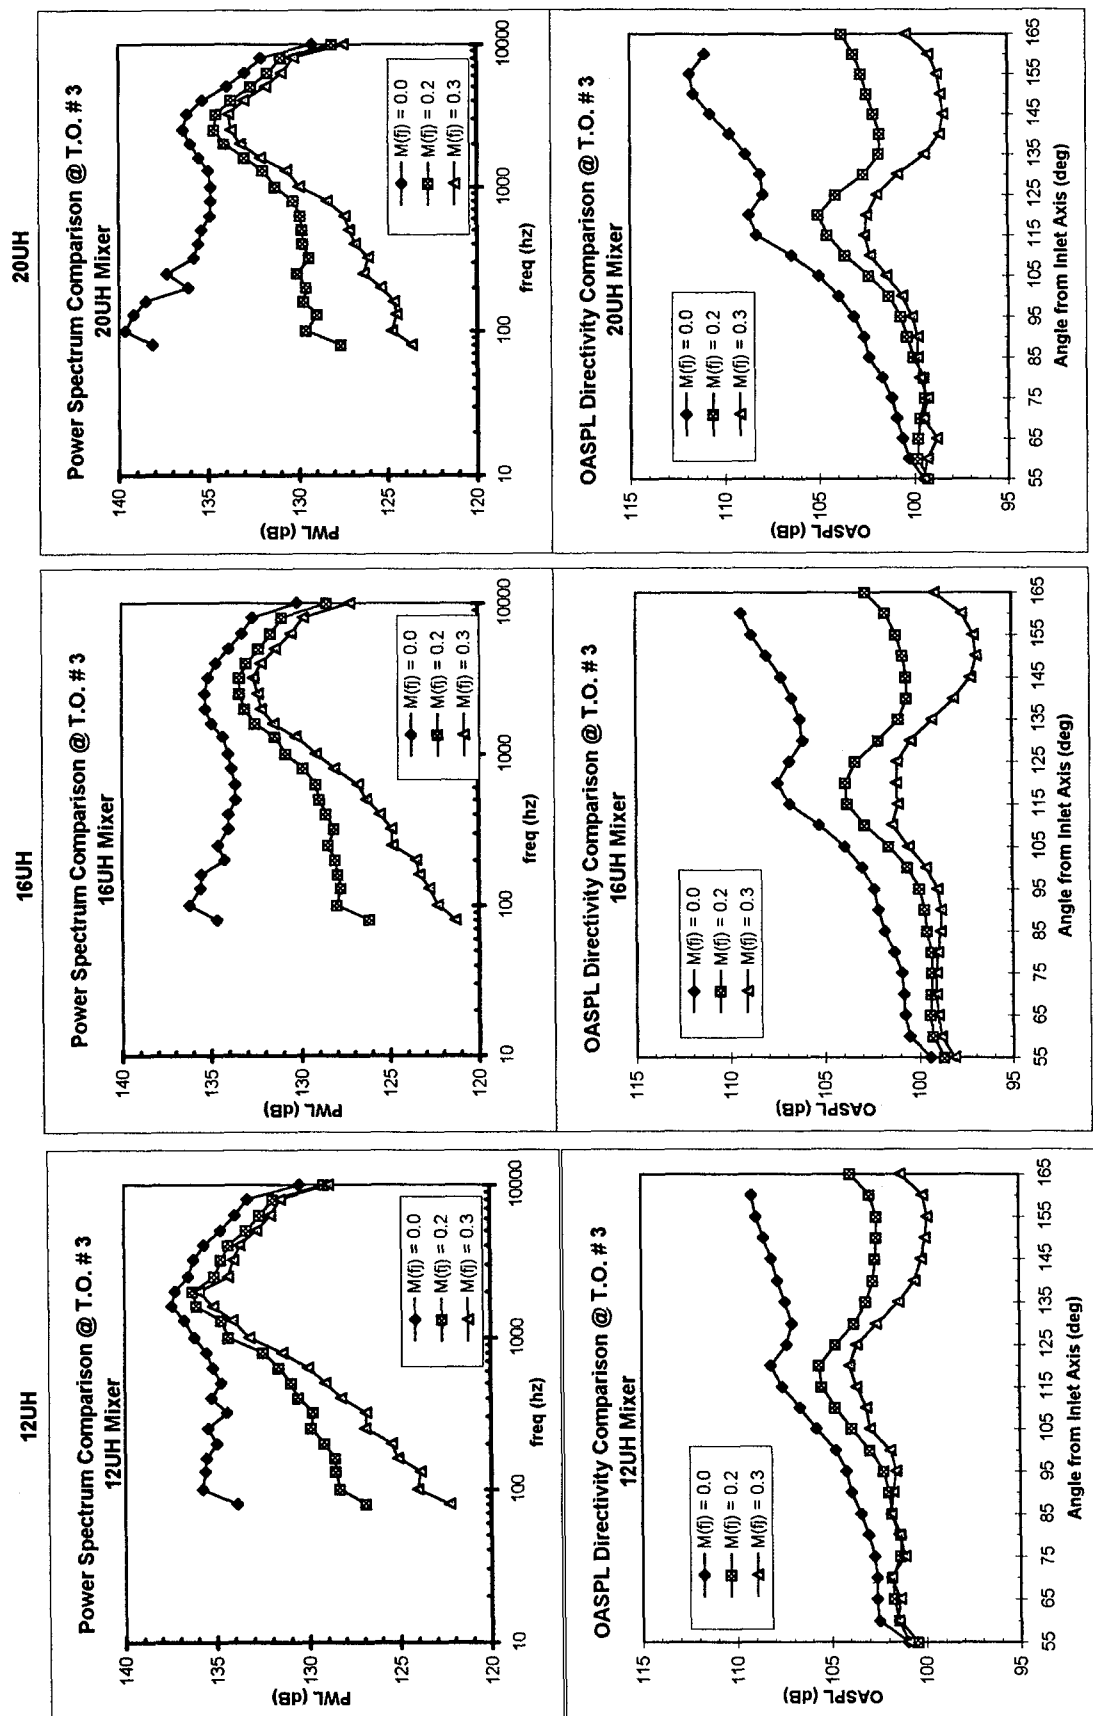 12UH
Power Spectrum Comparison @ T.O. # 3
12UH Mixer
140
135
130
125
120
PWL (dB)
10
100
1000
10000
freq (hz)
M(fj) = 0.0
M(fj) = 0.2
M(fj) = 0.3
OASPL Directivity Comparison @ T.O. # 3
12UH Mixer
115
110
105
100
95
OASPL (dB)
55
65
75
85
95
105
115
125
135
145
155
165
Angle from Inlet Axis (deg)
M(fj) = 0.0
M(fj) = 0.2
M(fj) = 0.3
16UH
Power Spectrum Comparison @ T.O. # 3
16UH Mixer
140
135
130
125
120
PWL (dB)
10
100
1000
10000
freq (hz)
M(fj) = 0.0
M(fj) = 0.2
M(fj) = 0.3
OASPL Directivity Comparison @ T.O. # 3
16UH Mixer
115
110
105
100
95
OASPL (dB)
55
65
75
85
95
105
115
125
135
145
155
165
Angle from Inlet Axis (deg)
M(fj) = 0.0
M(fj) = 0.2
M(fj) = 0.3
20UH
Power Spectrum Comparison @ T.O. # 3
20UH Mixer
140
135
130
125
120
PWL (dB)
10
100
1000
10000
freq (hz)
M(fj) = 0.0
M(fj) = 0.2
M(fj) = 0.3
OASPL Directivity Comparison @ T.O. # 3
20UH Mixer
115
110
105
100
95
OASPL (dB)
55
65
75
85
95
105
115
125
135
145
155
165
Angle from Inlet Axis (deg)
M(fj) = 0.0
M(fj) = 0.2
M(fj) = 0.3